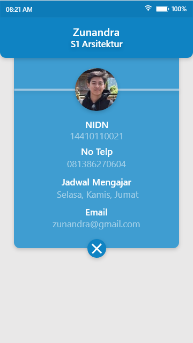 08:21 AM
100%
Zunandra
S1 Arsitektur
NIDN
14410110021
No Telp
081386270604
Jadwal Mengajar
Selasa, Kamis, Jumat
Email
zunandra@gmail.com